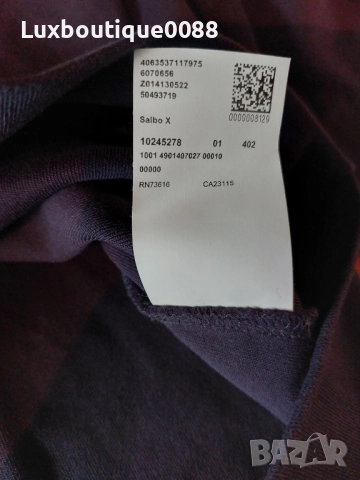 Luxboutique0088
4063537117975
6070656
Z014130522
50493719
0000008129
Salbo X
10245278 01 402
1001 4901407027 00010
00000
RN73616 CA23115
BAZAR